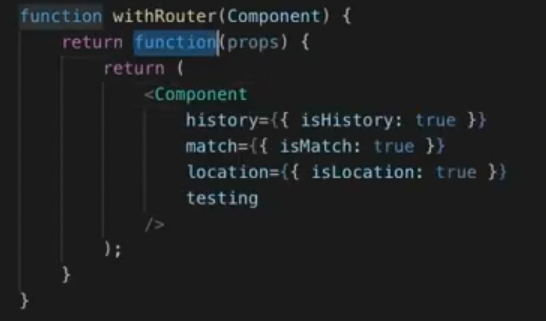 function withRouter(Component) {
    return function(props) {
        return (
            <Component
                history={{ isHistory: true }}
                match={{ isMatch: true }}
                location={{ isLocation: true }}
                testing
            />
        );
    }
}